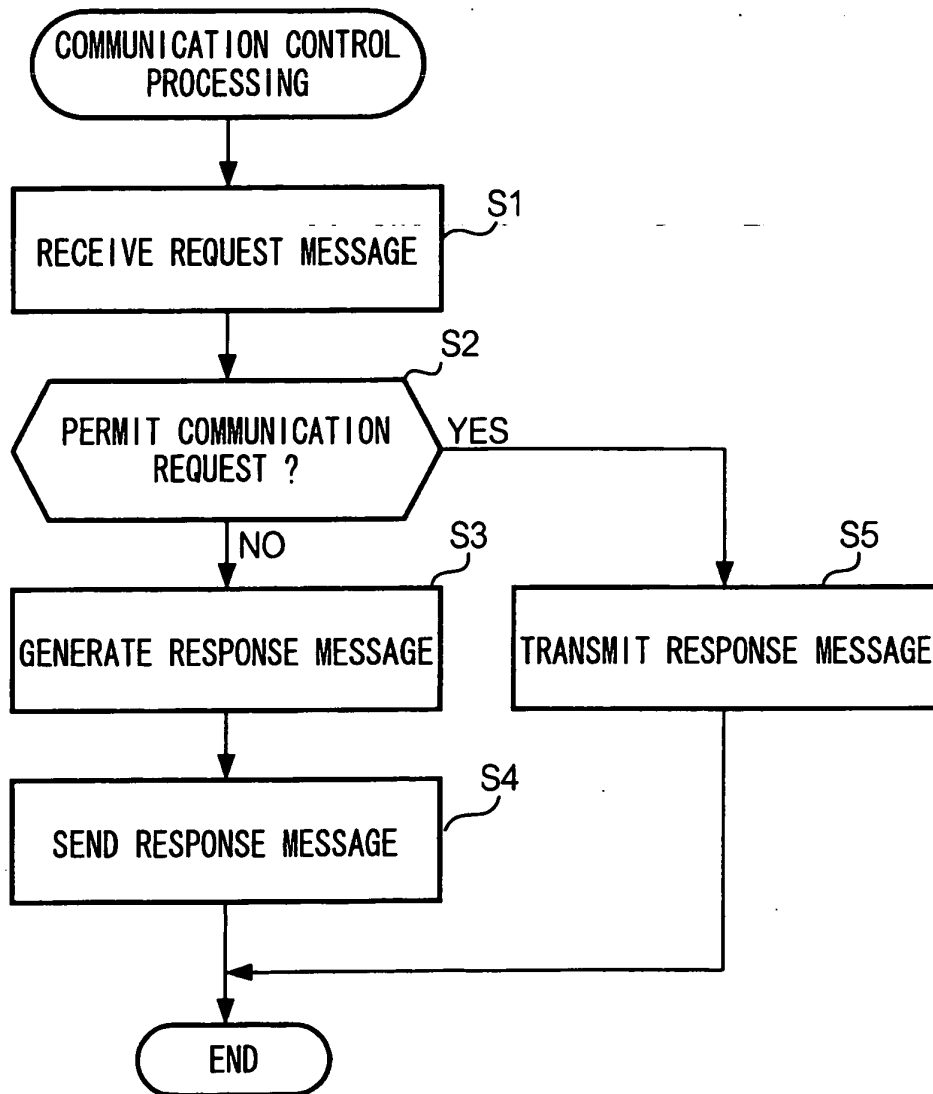 COMMUNICATION CONTROL
PROCESSING
S1
RECEIVE REQUEST MESSAGE
S2
PERMIT COMMUNICATION
REQUEST ?
YES
NO
S3
GENERATE RESPONSE MESSAGE
S5
TRANSMIT RESPONSE MESSAGE
S4
SEND RESPONSE MESSAGE
END